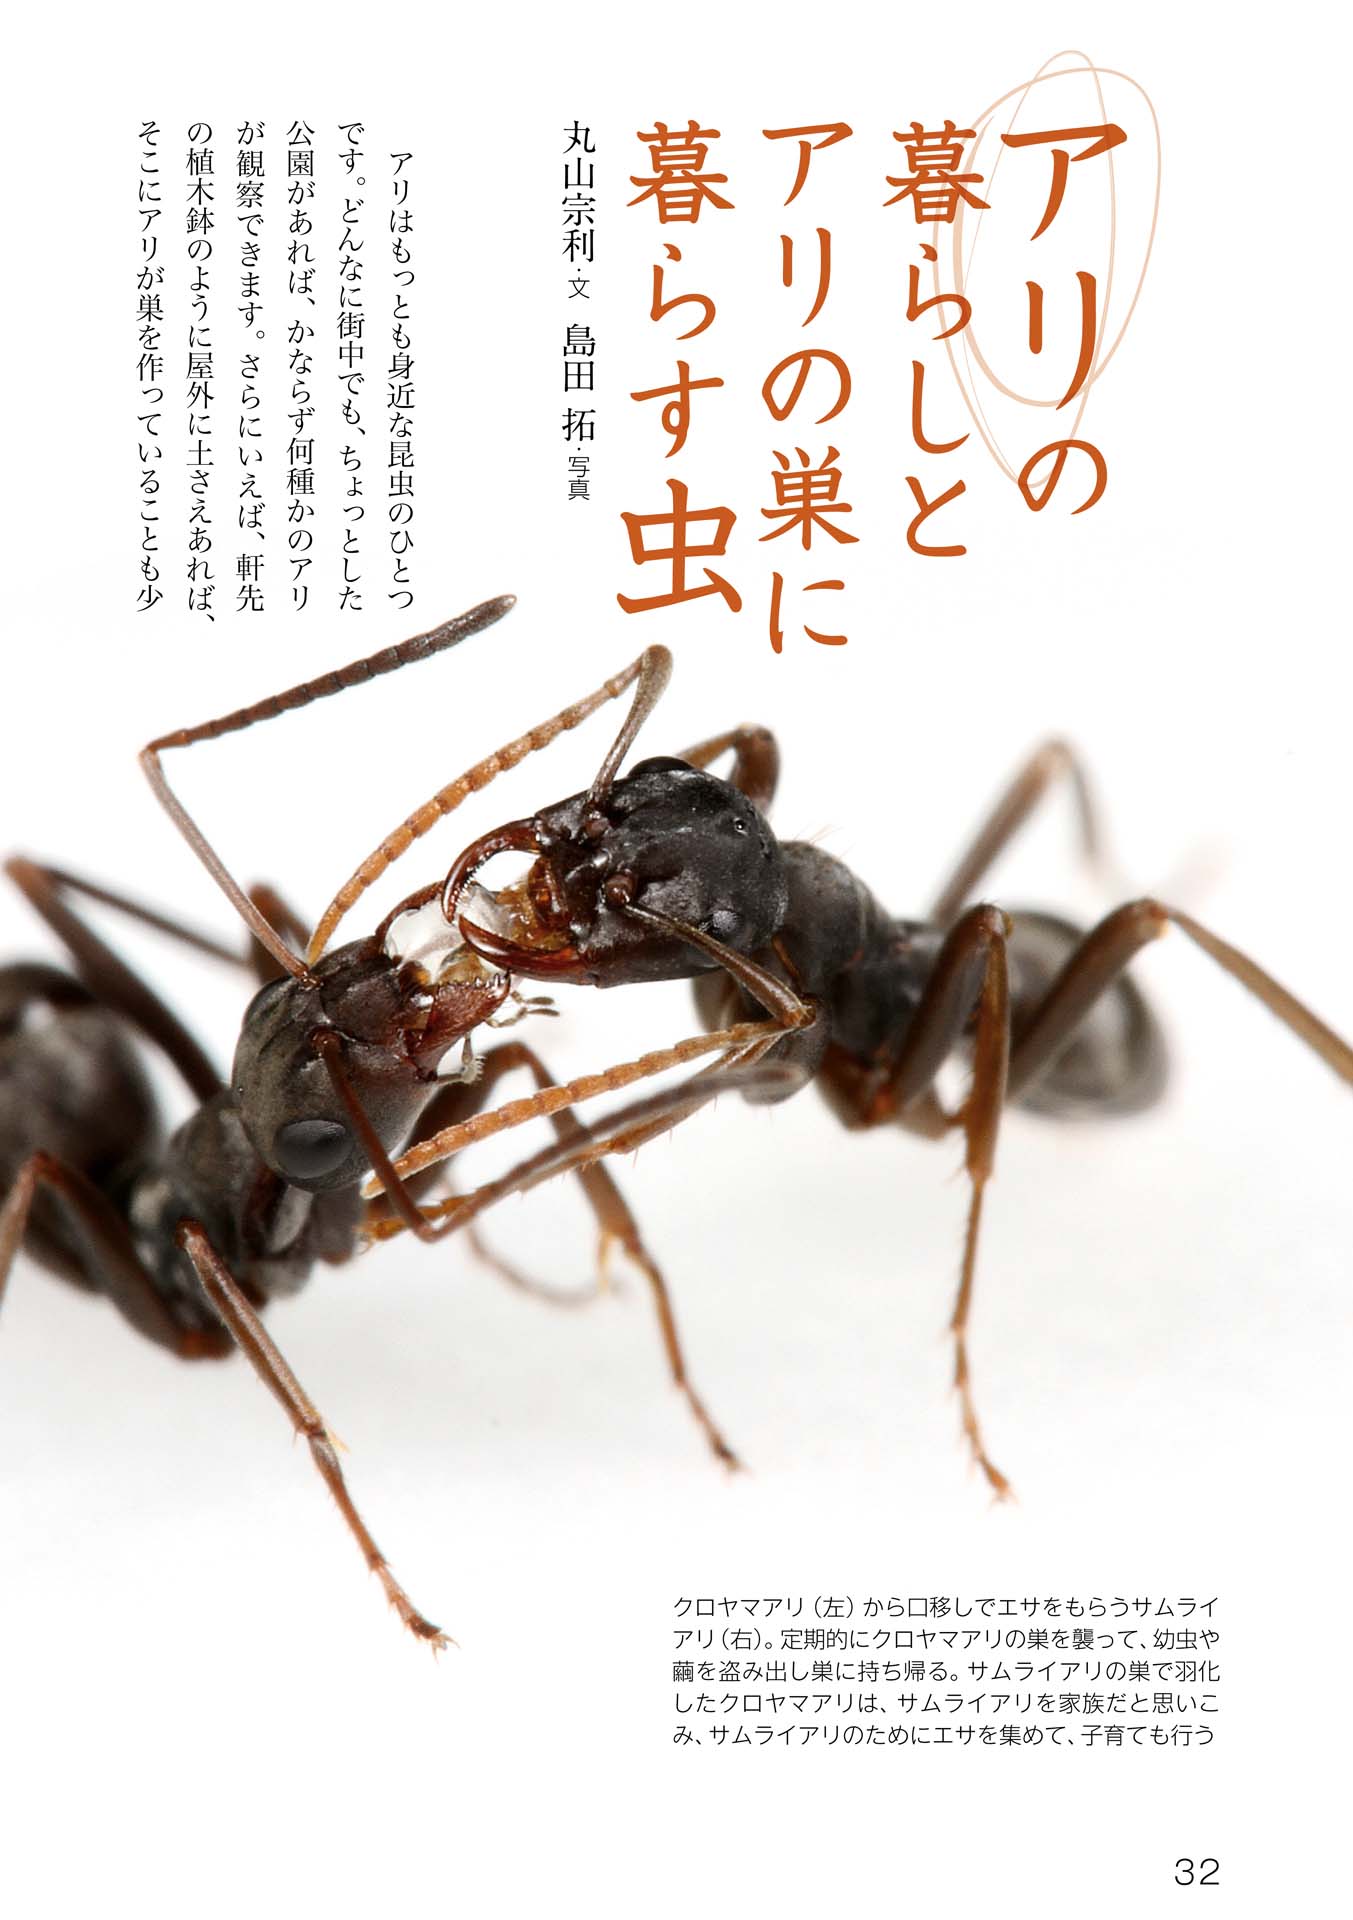 アリの
暮らしと
アリの巣に
暮らす虫
丸山宗利・文 島田 拓・写真
アリはもっとも身近な昆虫のひとつ
です。どんなに街中でも、ちょっとした
公園があれば、かならず何種かのアリ
が観察できます。さらにいえば、軒先
の植木鉢のように屋外に土さえあれば、
そこにアリが巣を作っていることも少
クロヤマアリ（左）から口移しでエサをもらうサムライ
アリ（右）。定期的にクロヤマアリの巣を襲って、幼虫や
繭を盗み出し巣に持ち帰る。サムライアリの巣で羽化
したクロヤマアリは、サムライアリを家族だと思いこ
み、サムライアリのためにエサを集めて、子育ても行う
32